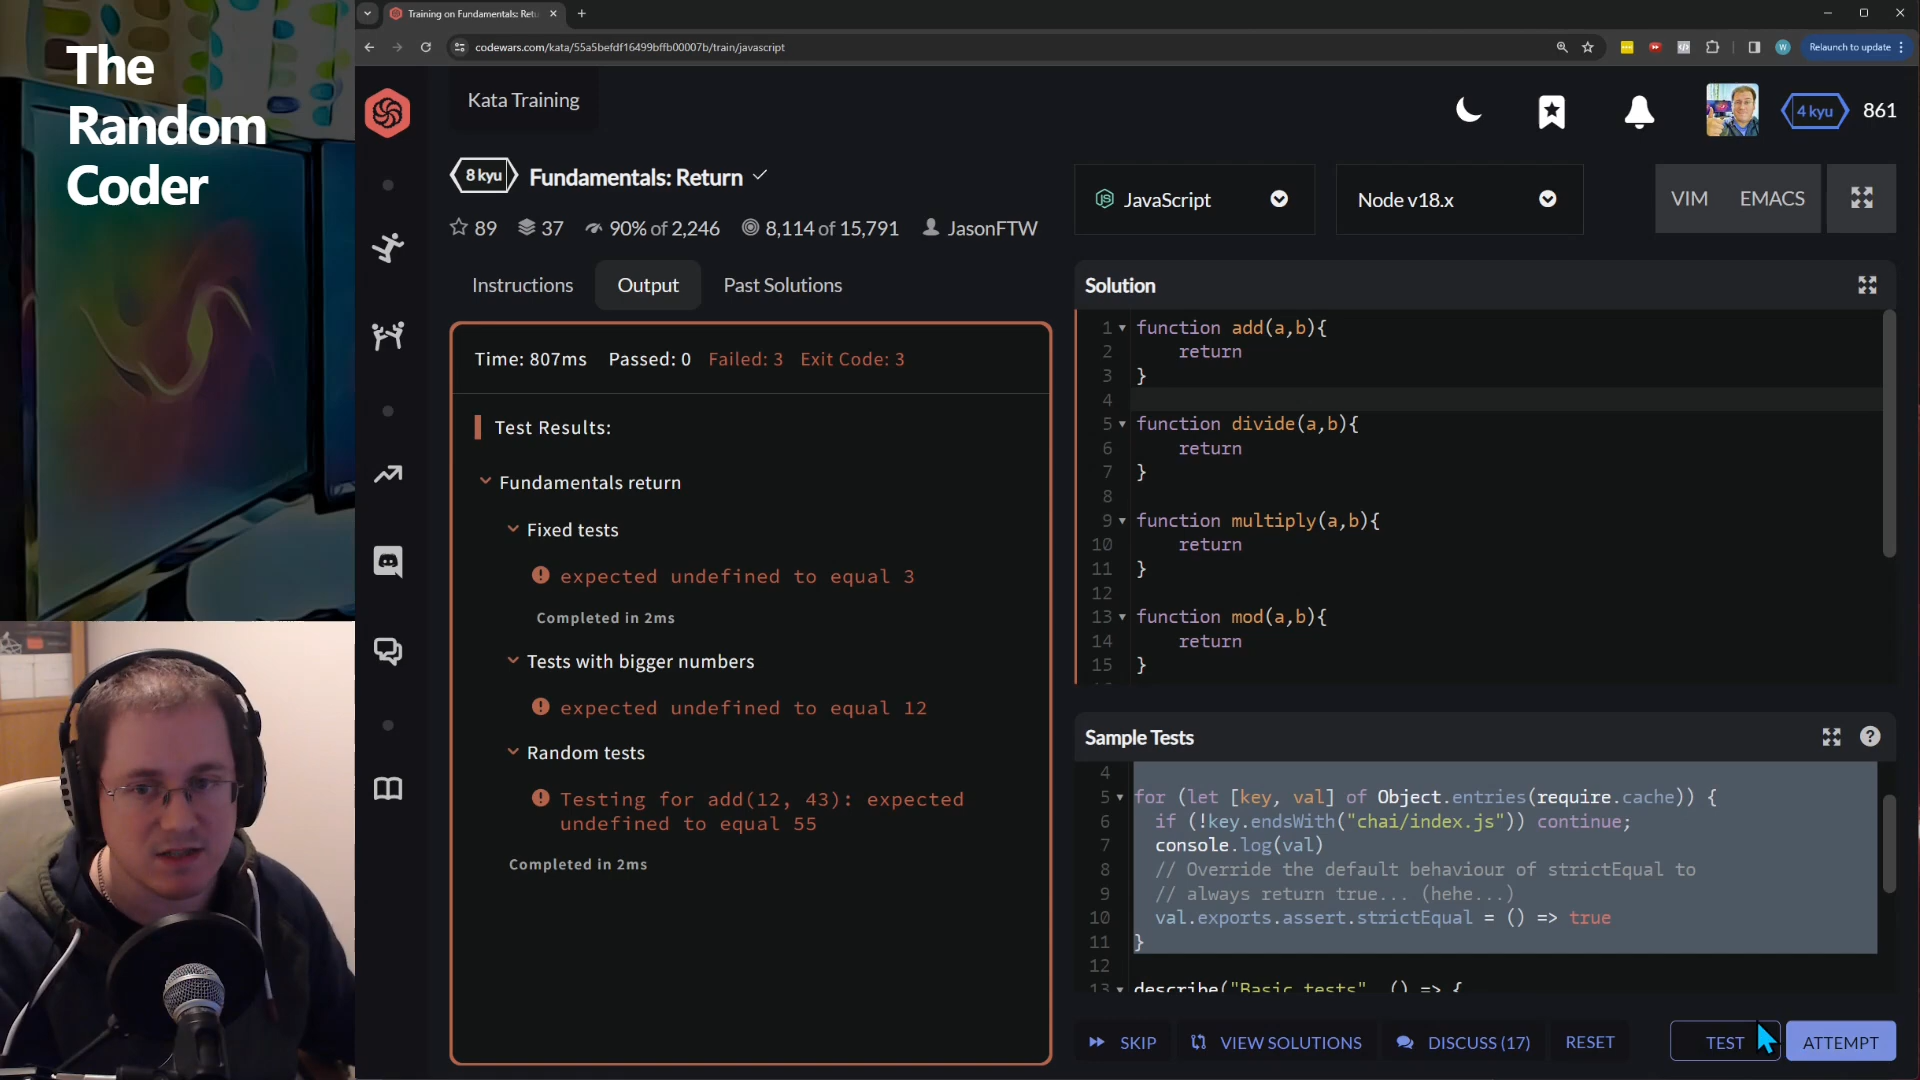 The
Random
Coder
Training on Fundamentals: Retu
codewars.com/kata/55a5befdf16499bffb00007b/train/javascript
W
Relaunch to update
Kata Training
4 kyu
861
8 kyu
Fundamentals: Return
89
37
90% of 2,246
8,114 of 15,791
JasonFTW
JavaScript
Node v18.x
VIM
EMACS
Instructions
Output
Past Solutions
Time: 807ms Passed: 0 Failed: 3 Exit Code: 3
Test Results:
Fundamentals return
Fixed tests
expected undefined to equal 3
Completed in 2ms
Tests with bigger numbers
expected undefined to equal 12
Random tests
Testing for add(12, 43): expected
undefined to equal 55
Completed in 2ms
Solution
1 function add(a,b){
2 return
3 }
4
5 function divide(a,b){
6 return
7 }
8
9 function multiply(a,b){
10 return
11 }
12
13 function mod(a,b){
14 return
15 }
Sample Tests
4
5 for (let [key, val] of Object.entries(require.cache)) {
6 if (!key.endsWith("chai/index.js")) continue;
7 console.log(val)
8 // Override the default behaviour of strictEqual to
9 // always return true... (hehe...)
10 val.exports.assert.strictEqual = () => true
11 }
12
13 describe("Basic tests", () => {
SKIP
VIEW SOLUTIONS
DISCUSS (17)
RESET
TEST
ATTEMPT